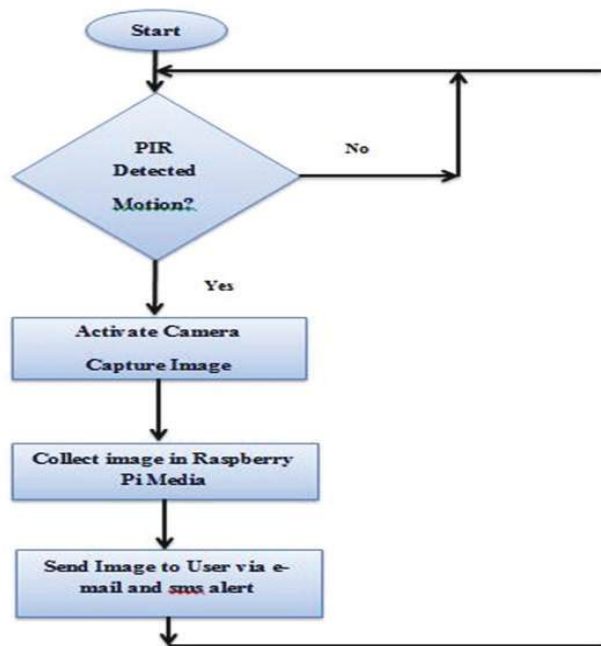 Start
PIR
Detected
Motion?
No
Yes
Activate Camera
Capture Image
Collect image in Raspberry
Pi Media
Send Image to User via e-
mail and sms alert